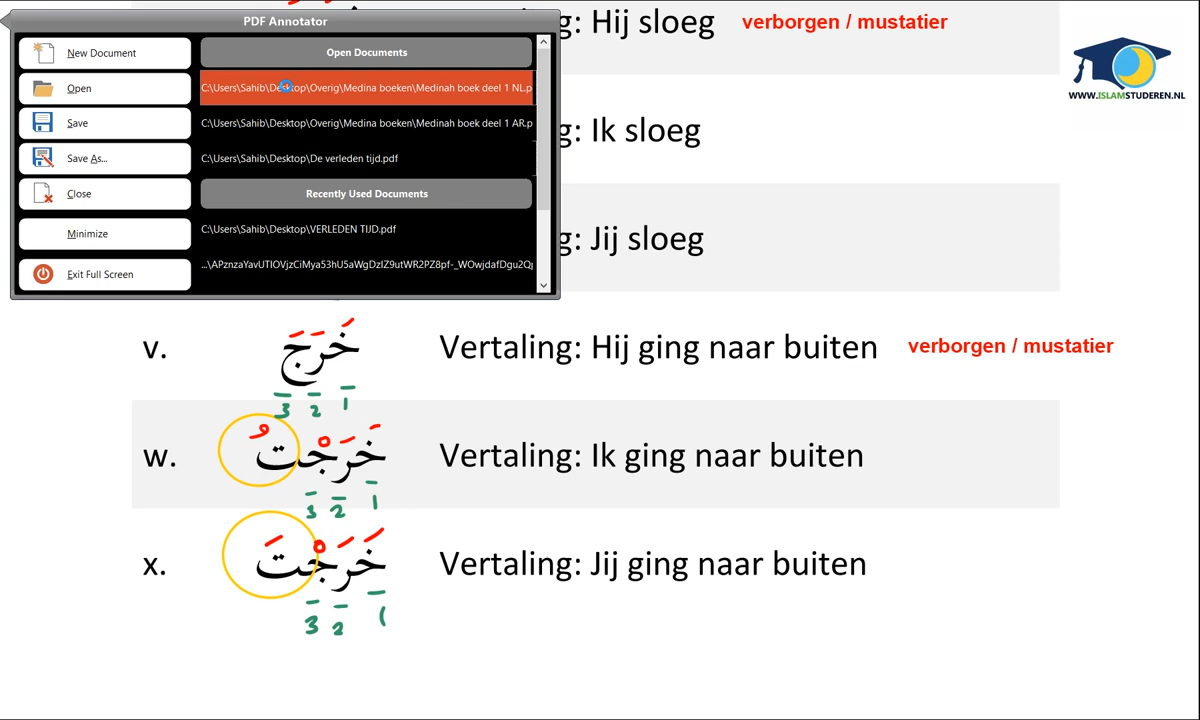 PDF Annotator
New Document
Open
Save
Save As...
Close
Minimize
Exit Full Screen
Open Documents
C:\Users\Sahib\Desktop\Overig\Medina boeken\Medinah boek deel 1 NL.p
C:\Users\Sahib\Desktop\Overig\Medina boeken\Medinah boek deel 1 AR.p
C:\Users\Sahib\Desktop\De verleden tijd.pdf
Recently Used Documents
C:\Users\Sahib\Desktop\VERLEDEN TIJD.pdf
g: Hij sloeg verborgen / mustatier
WWW.ISLAMSTUDEREN.NL
g: Ik sloeg
g: Jij sloeg
v. خَرَجَ Vertaling: Hij ging naar buiten verborgen / mustatier
3 2 1
w. خَرَجْتُ Vertaling: Ik ging naar buiten
3 2 1
x. خَرَجْتَ Vertaling: Jij ging naar buiten
3 2 1